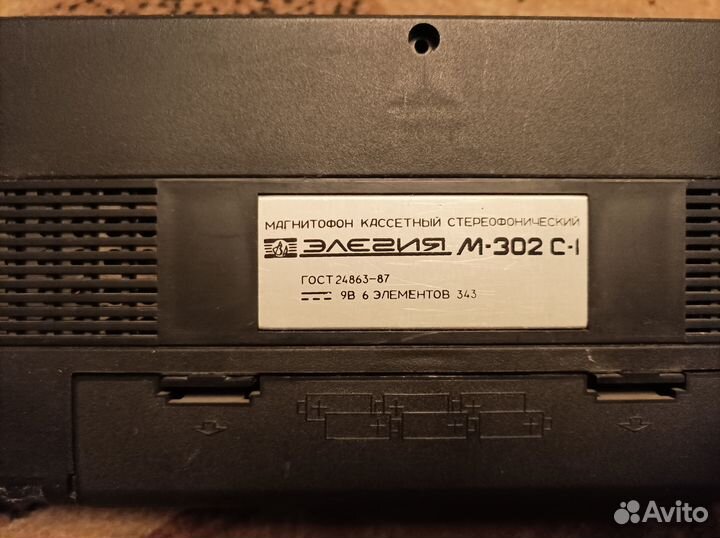 МАГНИТОФОН КАССЕТНЫЙ СТЕРЕОФОНИЧЕСКИЙ
ЭЛЕГИЯ М-302 С-1
ГОСТ 24863-87
9В 6 ЭЛЕМЕНТОВ 343
Avito